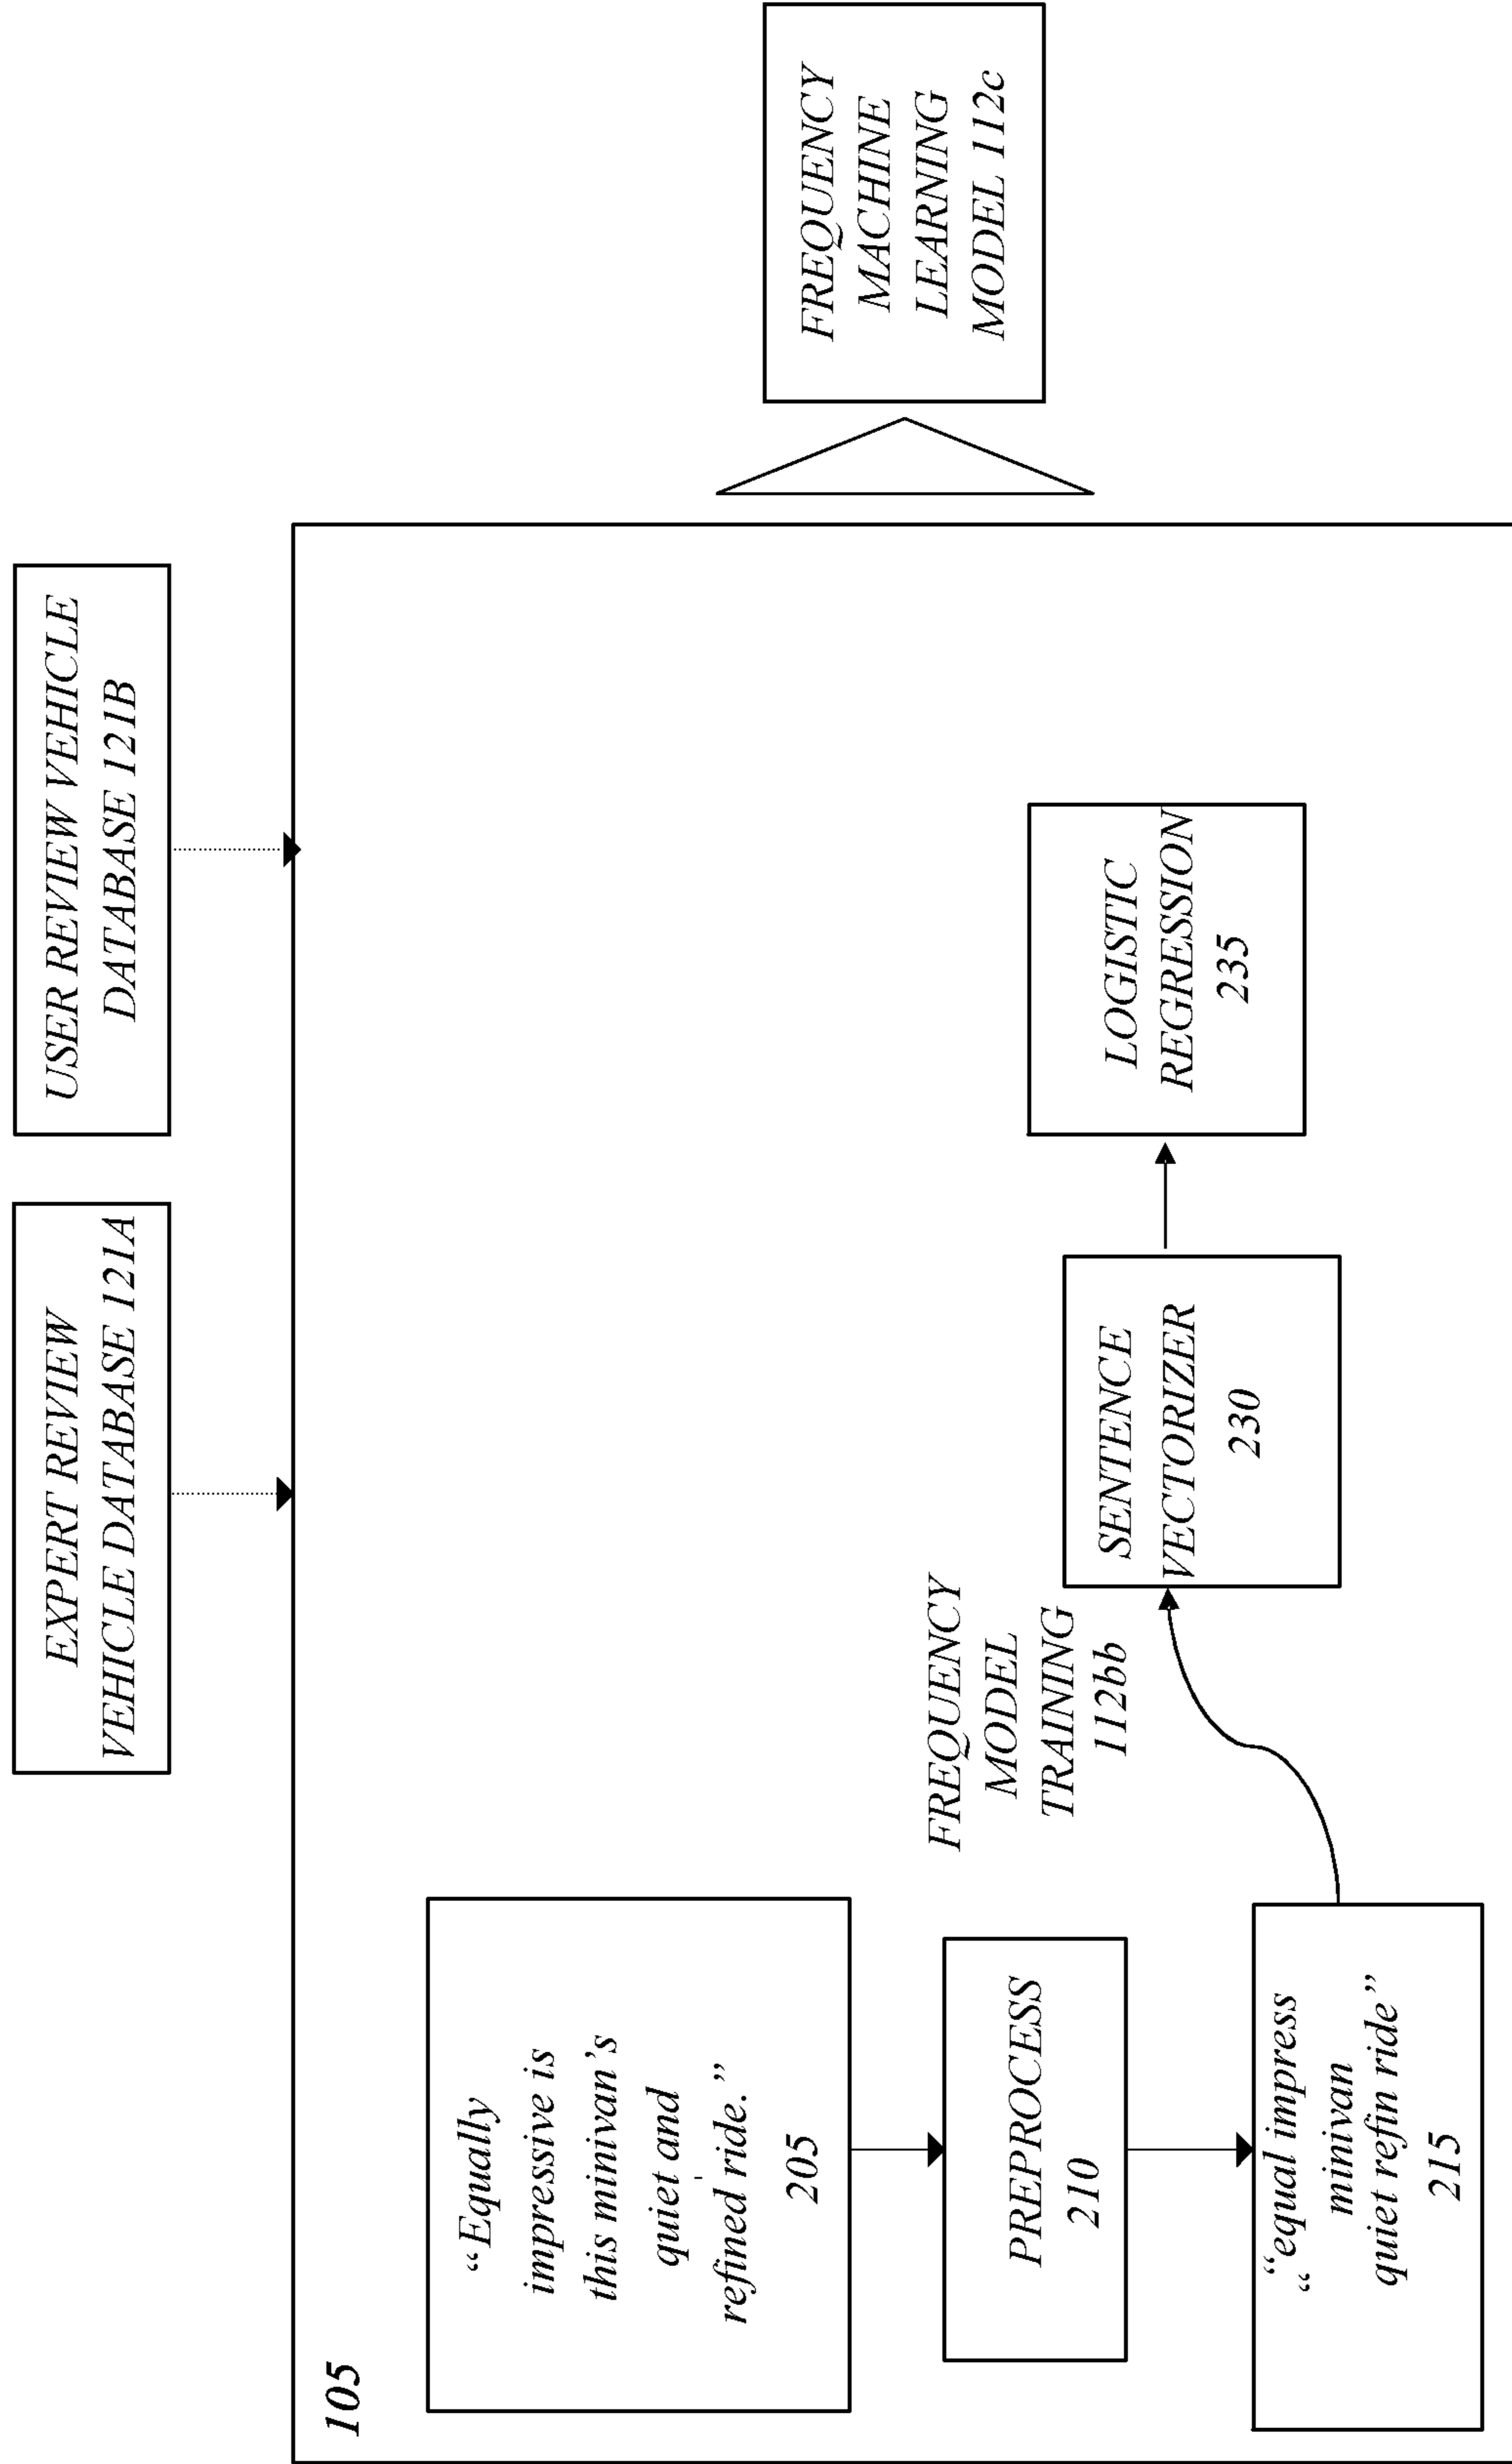 EXPERT REVIEW
VEHICLE DATABASE 121A
USER REVIEW VEHICLE
DATABASE 121B
105
“Equally
impressive is
this minivan’s
quiet and
refined ride.”
205
PREPROCESS
210
“equal impress
“
minivan
quiet refin ride”
215
FREQUENCY
MODEL
TRAINING
112bb
SENTENCE
VECTORIZER
230
LOGISTIC
REGRESSION
235
FREQUENCY
MACHINE
LEARNING
MODEL 112c